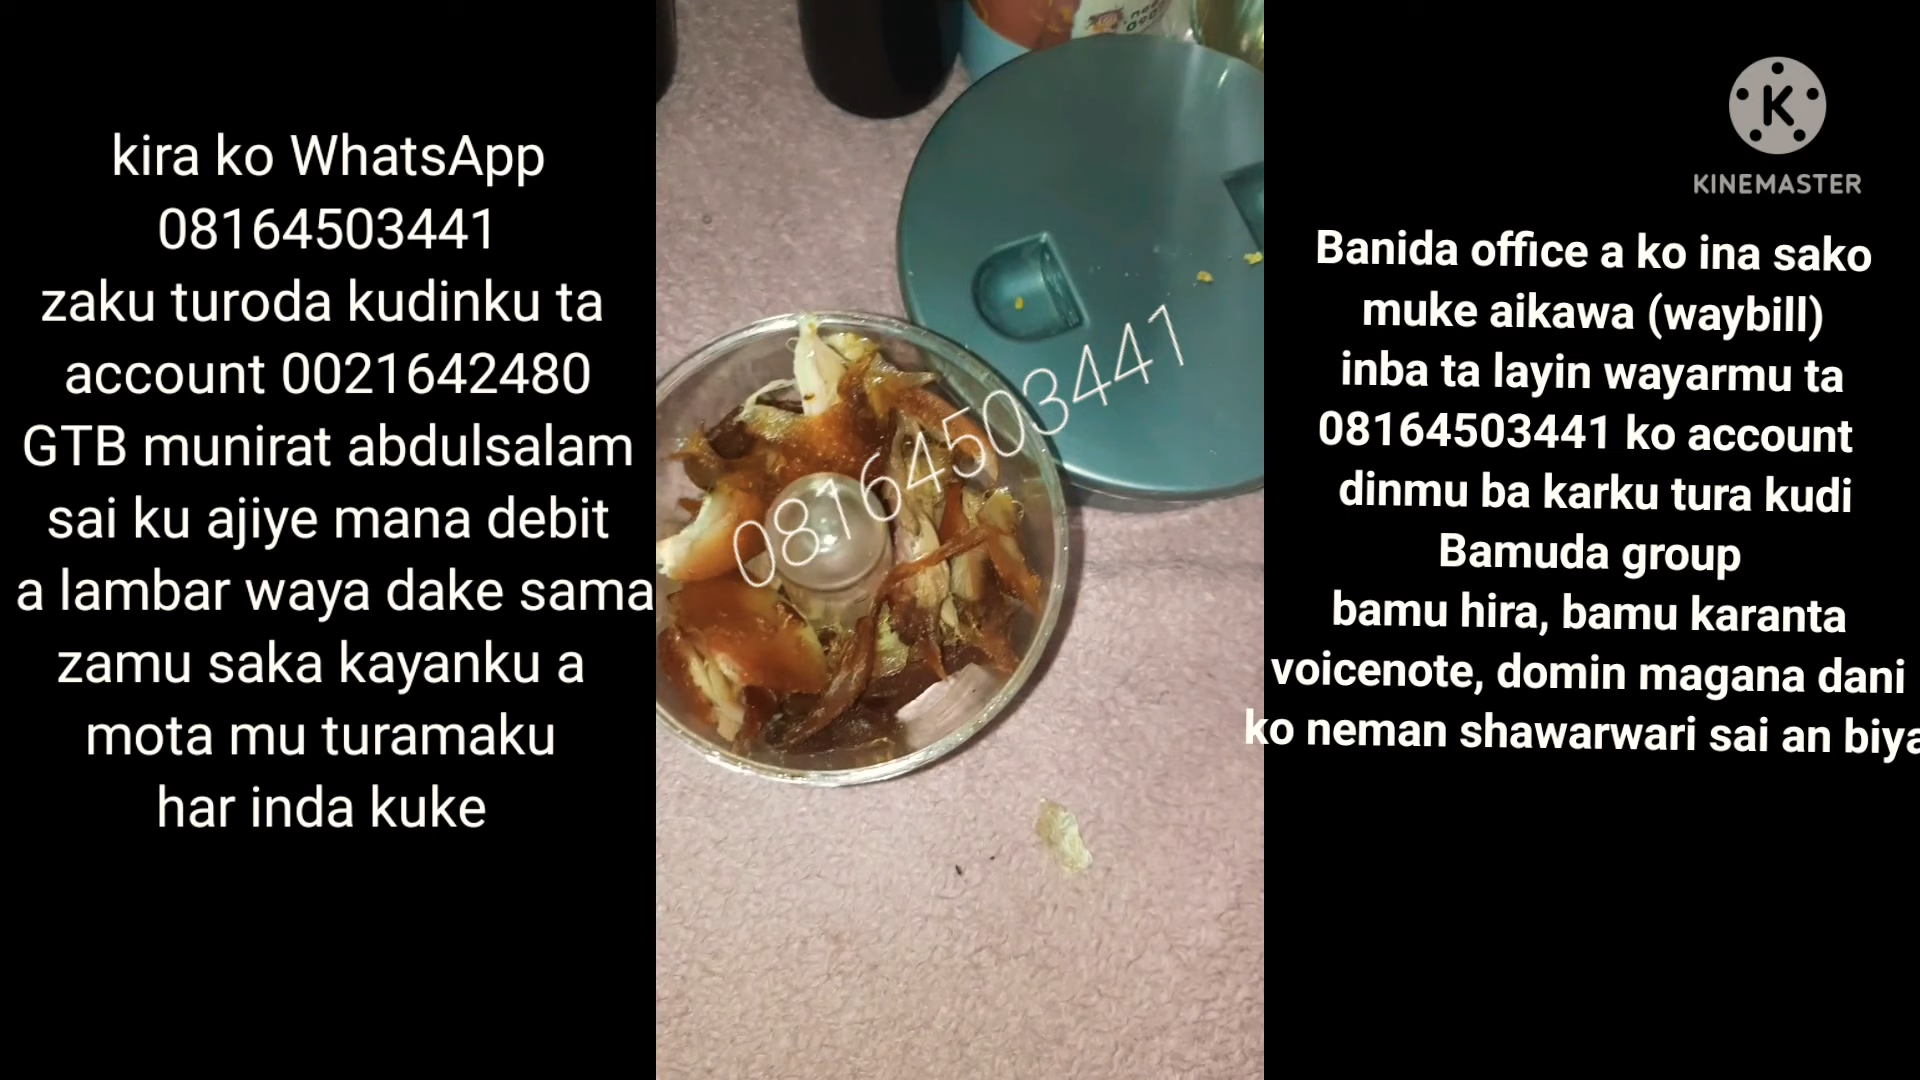 kira ko WhatsApp
08164503441
zaku turoda kudinku ta
account 0021642480
GTB munirat abdulsalam
sai ku ajiye mana debit
a lambar waya dake sama
zamu saka kayanku a
mota mu turamaku
har inda kuke
08164503441
KINEMASTER
Banida office a ko ina sako
muke aikawa (waybill)
inba ta layin wayarmu ta
08164503441 ko account
dinmu ba karku tura kudi
Bamuda group
bamu hira, bamu karanta
voicenote, domin magana dani
ko neman shawarwari sai an biya